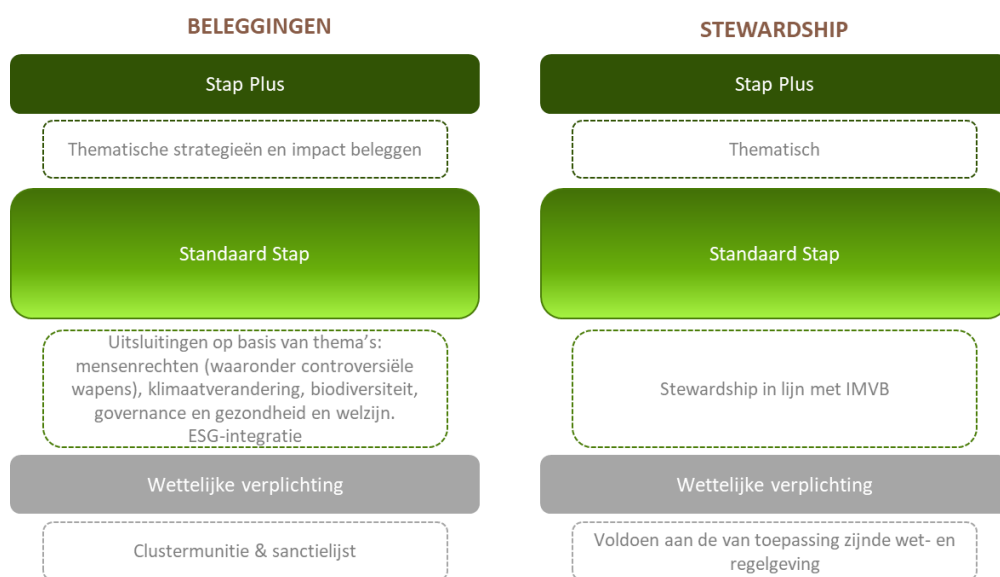 BELEGGINGEN
Stap Plus
Thematische strategieën en impact beleggen
Standaard Stap
Uitsluitingen op basis van thema's:
mensenrechten (waaronder controversiële
wapens), klimaatverandering, biodiversiteit,
governance en gezondheid en welzijn.
ESG-integratie
Wettelijke verplichting
Clustermunitie & sanctielijst
STEWARDSHIP
Stap Plus
Thematisch
Standaard Stap
Stewardship in lijn met IMVB
Wettelijke verplichting
Voldoen aan de van toepassing zijnde wet- en
regelgeving